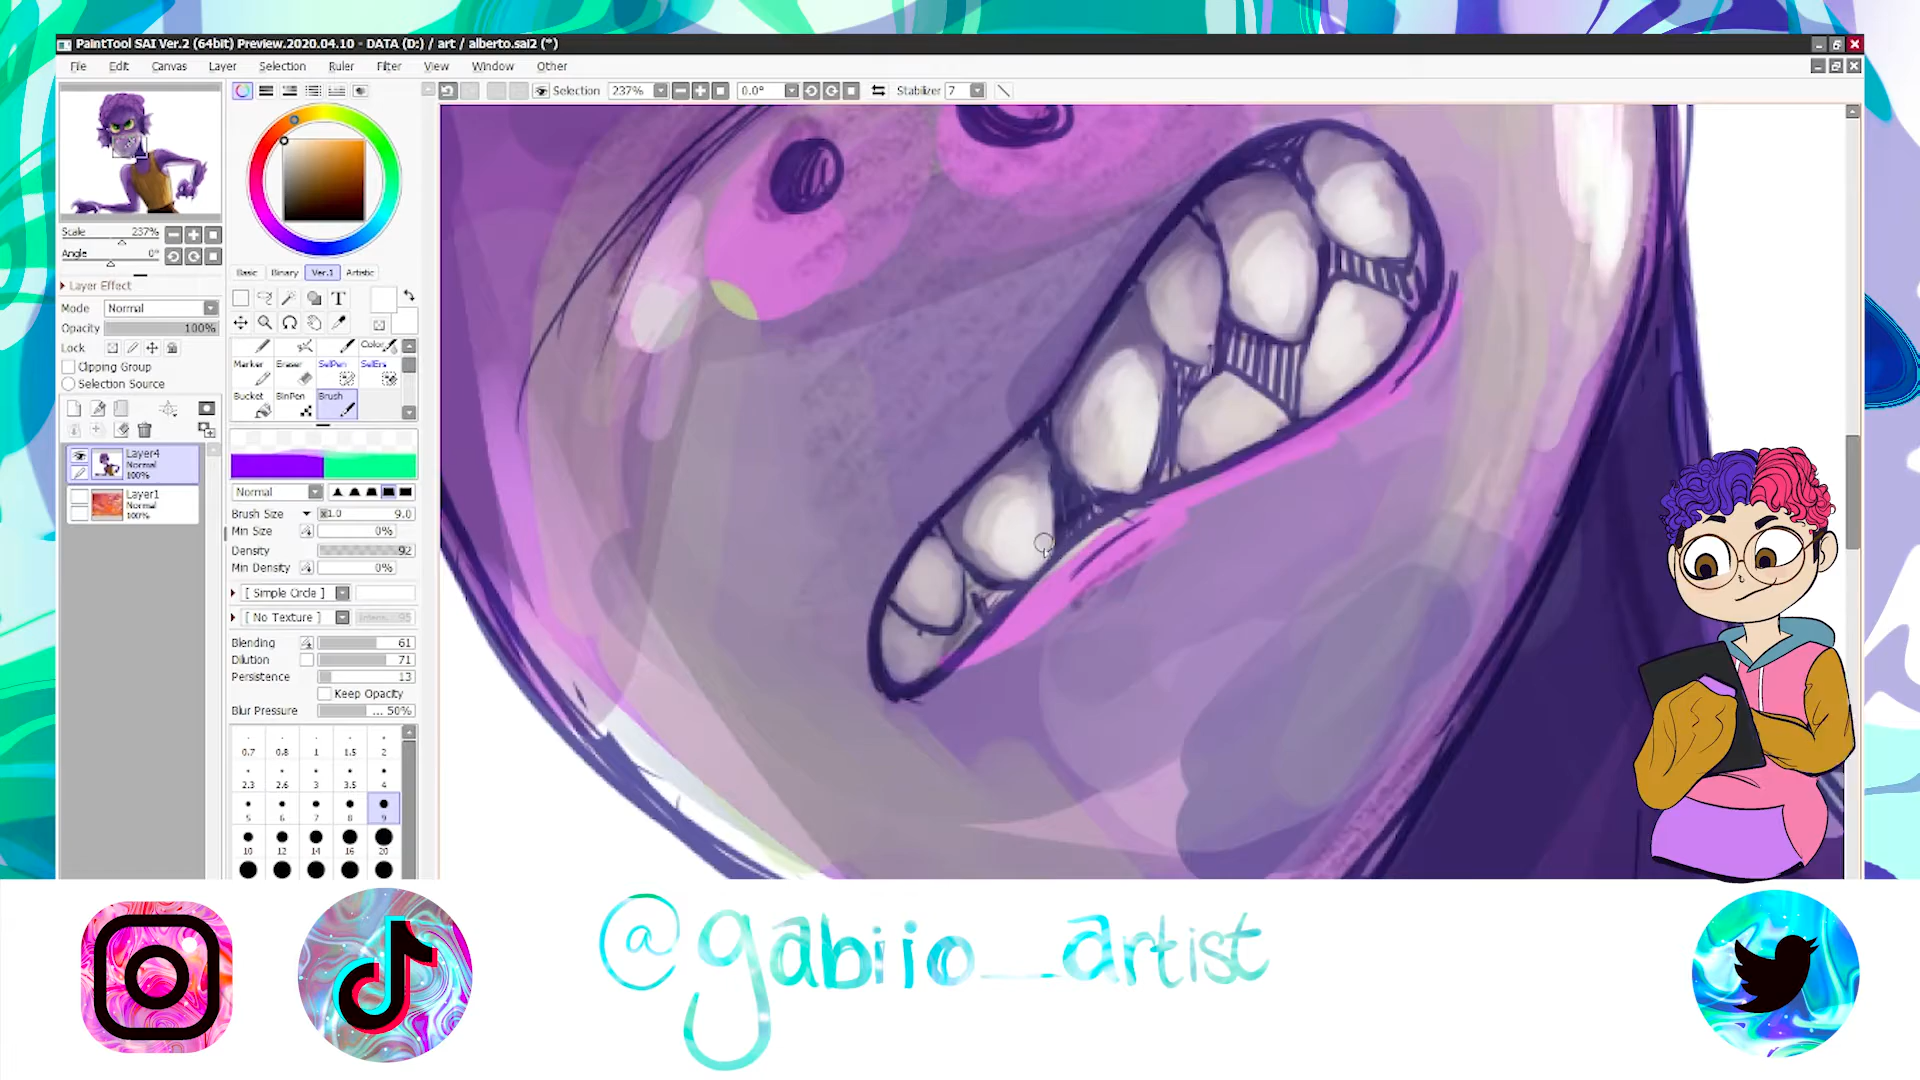 PaintTool SAI Ver.2 (64bit) Preview.2020.04.10 - DATA (D:) / art / alberto.sai2 (*)
File Edit Canvas Layer Selection Ruler Filter View Window Other
Selection 237% 0.0° Stabilizer 7
Scale 237%
Angle 0°
Layer Effect
Mode Normal
Opacity 100%
Lock
Clipping Group
Selection Source
Layer4
Normal
100%
Layer1
Normal
100%
Basic Binary Ver.1 Artistic
T
Color
Marker Eraser SelPen SelErs
Bucket BinPen Brush
Normal
Brush Size x1.0 9.0
Min Size 0%
Density 92
Min Density 0%
[ Simple Circle ]
[ No Texture ]
Blending 61
Dilution 71
Persistence 13
Keep Opacity
Blur Pressure ... 50%
0.7 0.8 1 1.5 2
2.3 2.6 3 3.5 4
5 6 7 8 9
10 12 14 16 20
@gabiio_artist